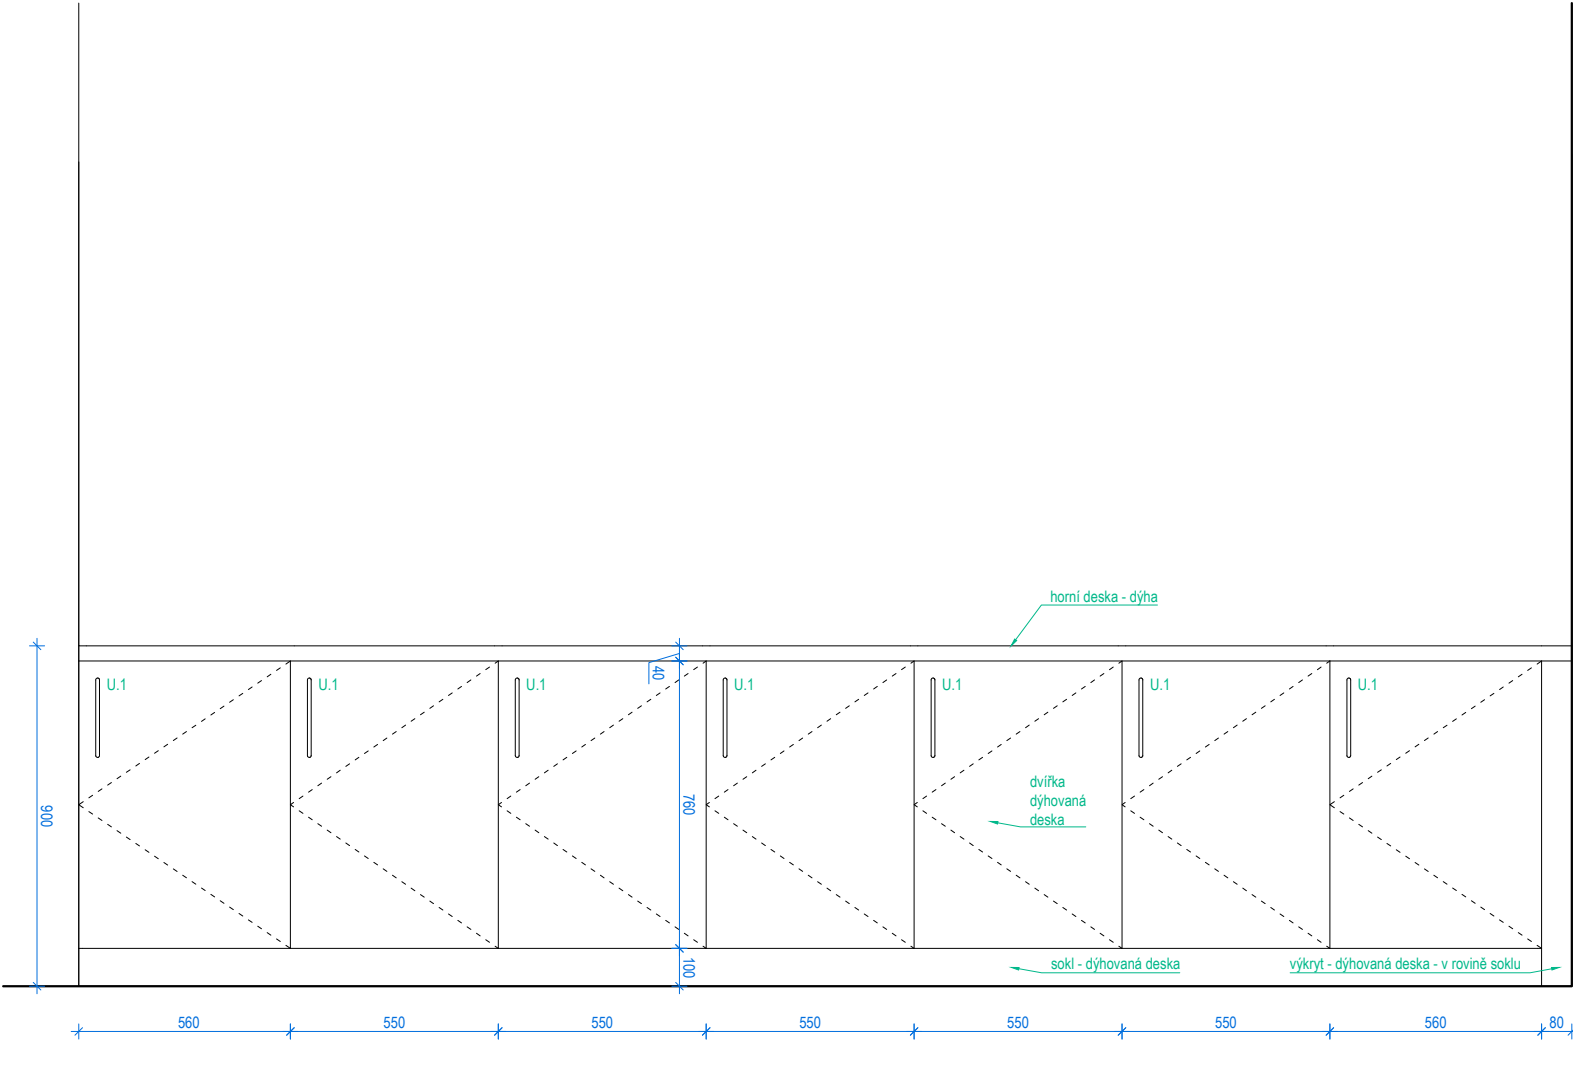 horní deska - dýha
40
U.1
U.1
U.1
U.1
U.1
U.1
U.1
900
760
dvířka
dýhovaná
deska
100
sokl - dýhovaná deska
výkryt - dýhovaná deska - v rovině soklu
560
550
550
550
550
550
560
80